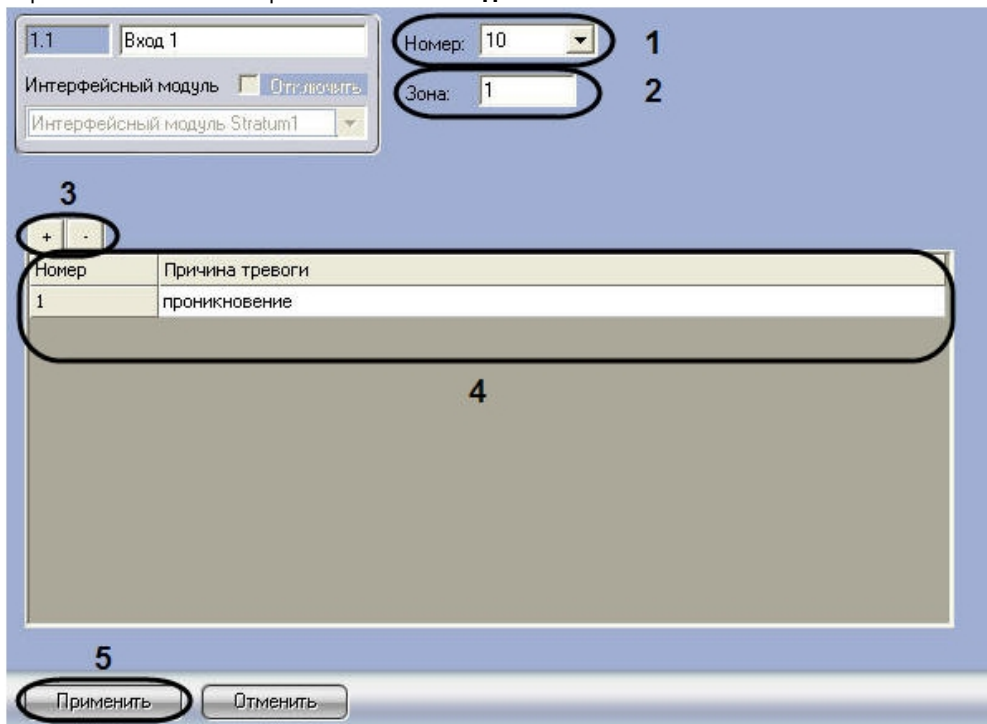 1.1 Вход 1
Номер: 10 1
Интерфейсный модуль Отключить
Зона: 1 2
Интерфейсный модуль Stratum1
3
+ -
Номер Причина тревоги
1 проникновение
4
5
Применить Отменить